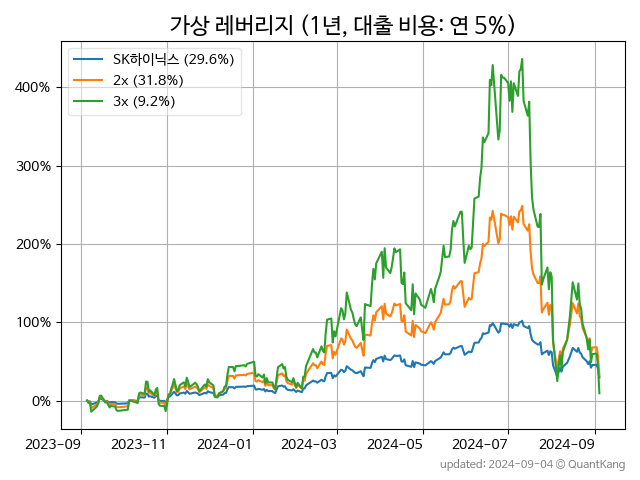 가상 레버리지 (1년, 대출 비용: 연 5%)
SK하이닉스 (29.6%)
2x (31.8%)
3x (9.2%)
400%
300%
200%
100%
0%
2023-09 2023-11 2024-01 2024-03 2024-05 2024-07 2024-09
updated: 2024-09-04 © QuantKang